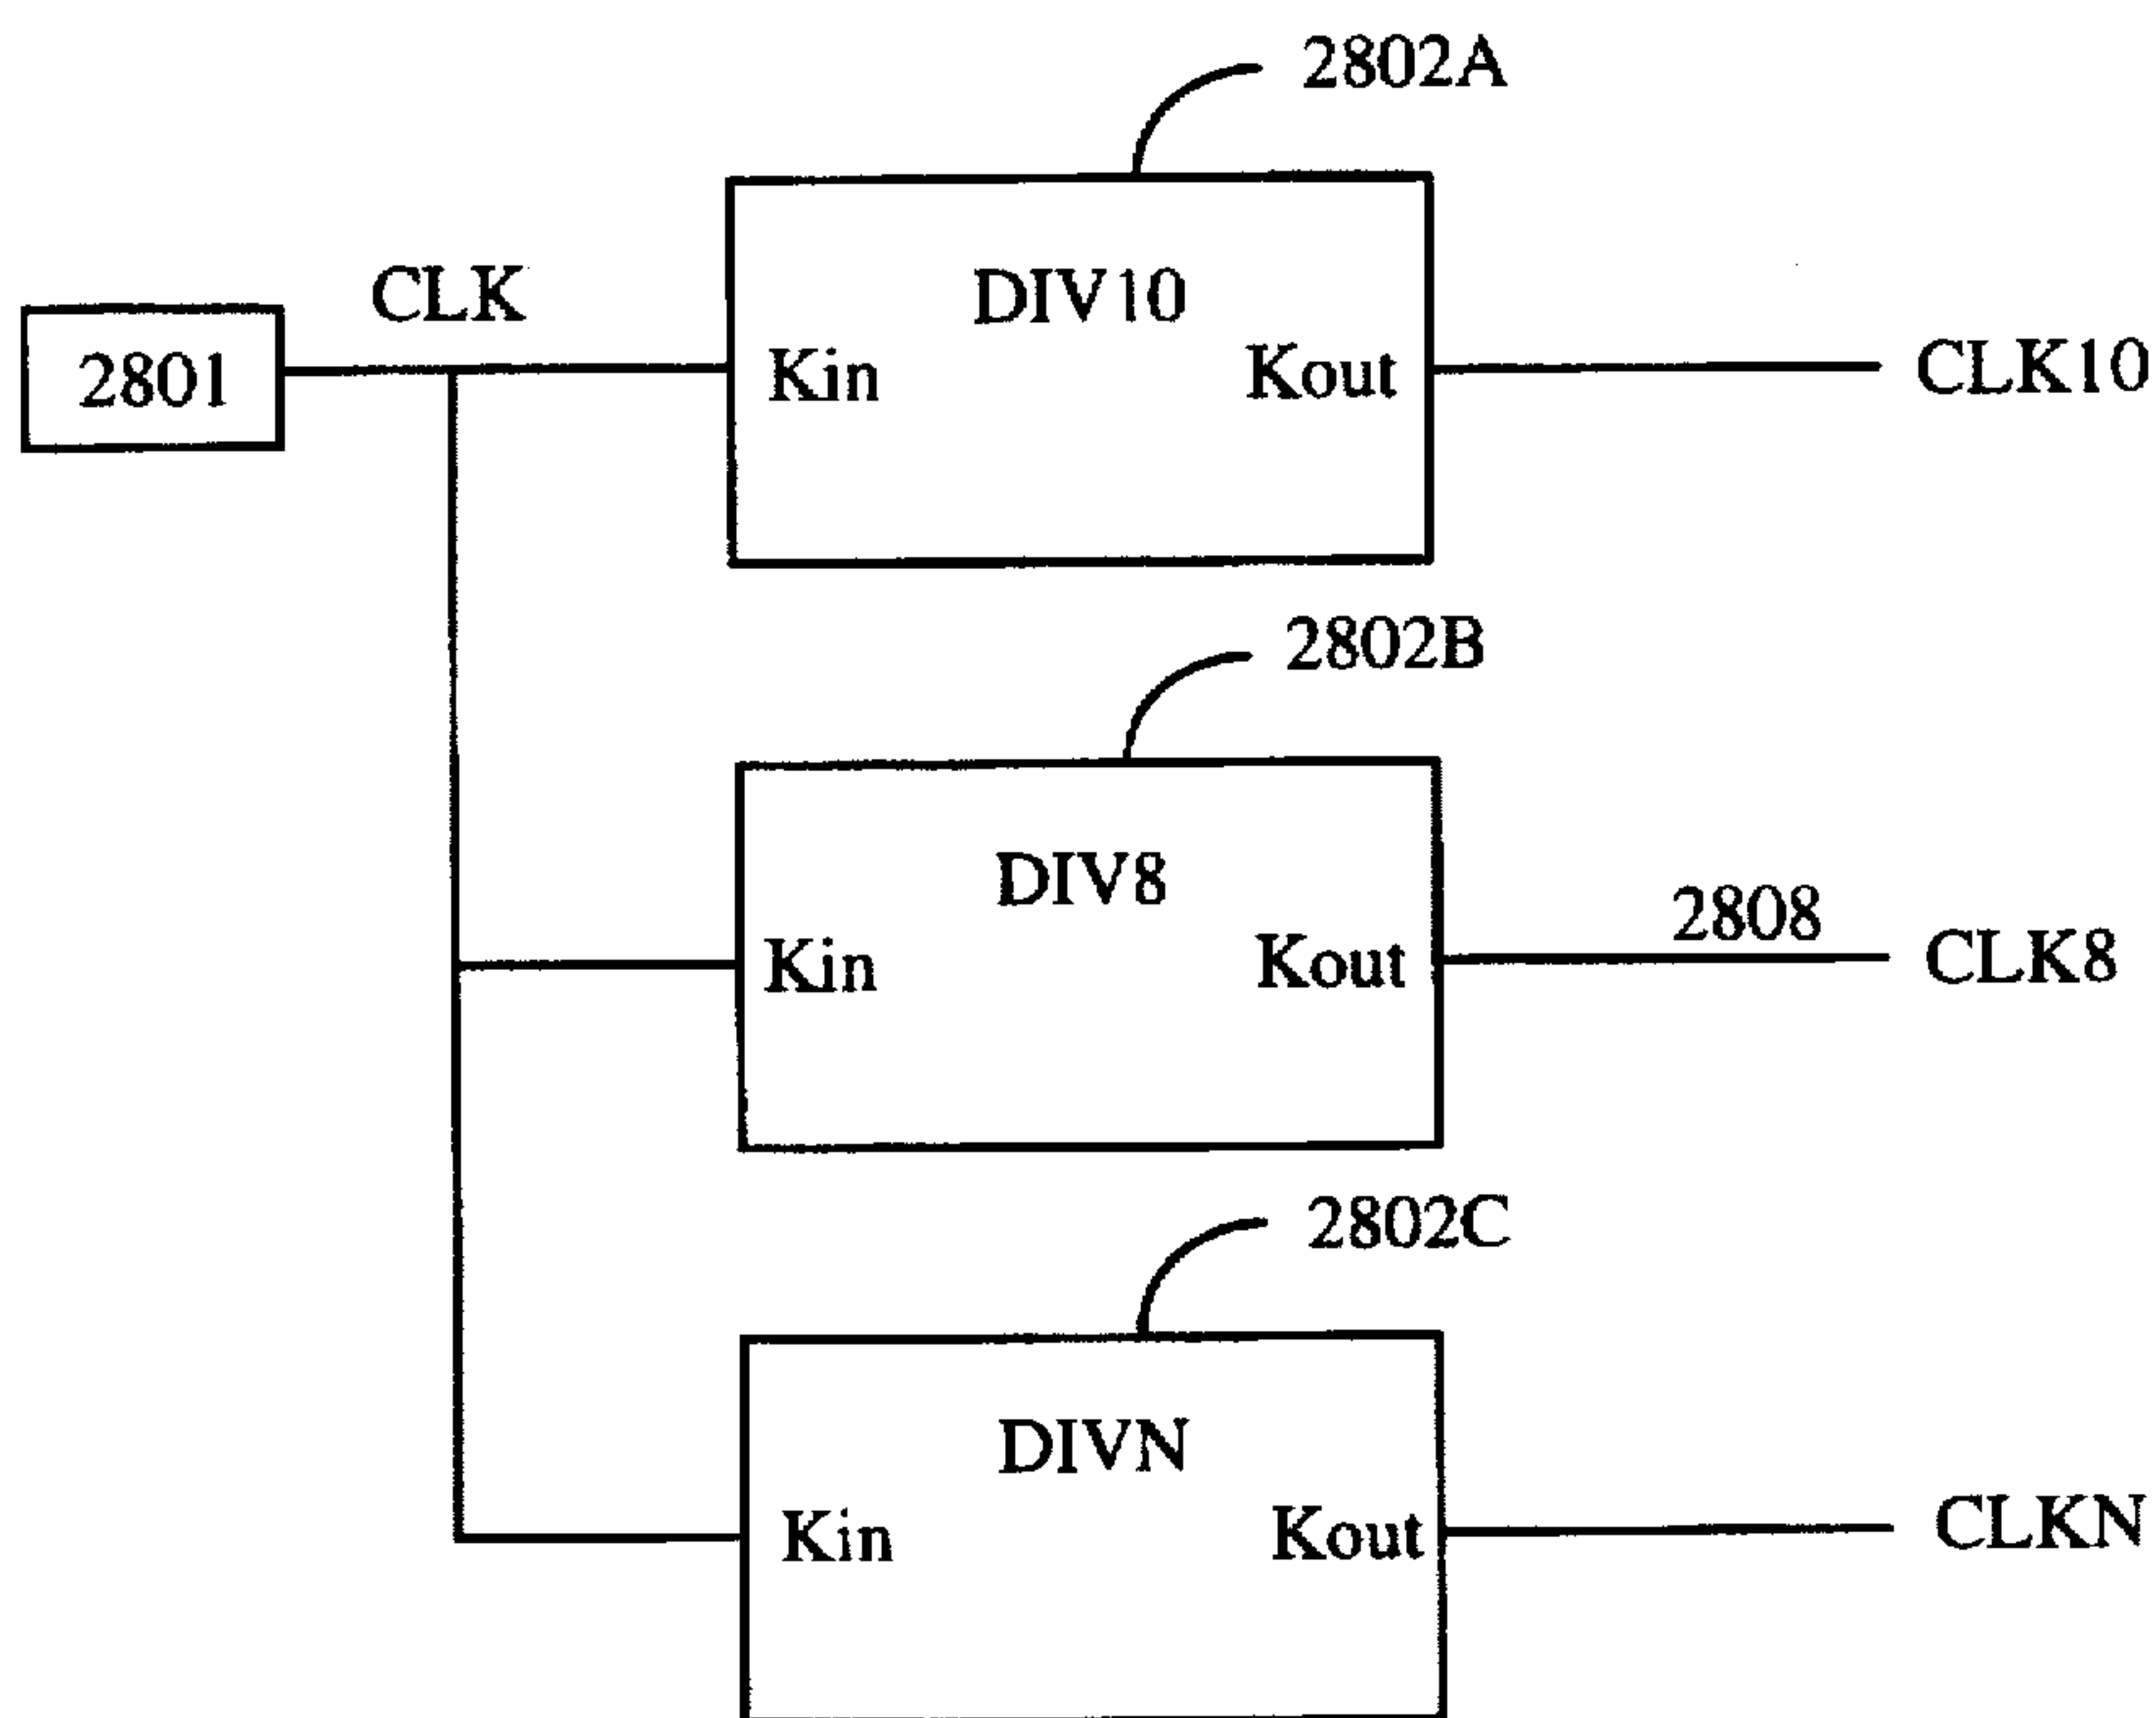 2802A
CLK
DIV10
2801
Kin
Kout
CLK10
2802B
DIV8
2808
Kin
Kout
CLK8
2802C
DIVN
Kin
Kout
CLKN